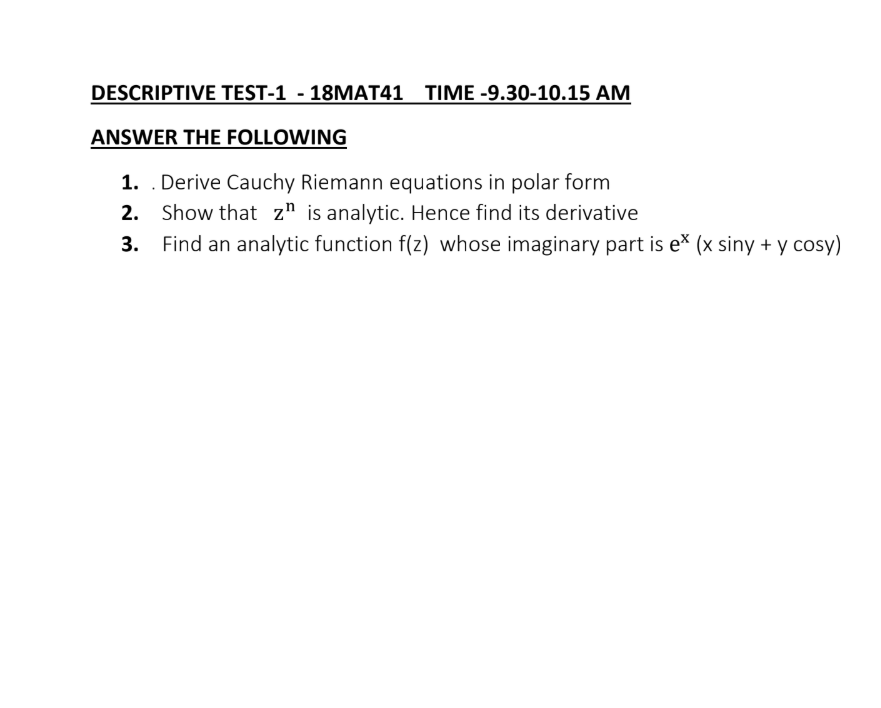 DESCRIPTIVE TEST-1 - 18MAT41 TIME -9.30-10.15 AM
ANSWER THE FOLLOWING
1. . Derive Cauchy Riemann equations in polar form
2. Show that zⁿ is analytic. Hence find its derivative
3. Find an analytic function f(z) whose imaginary part is eˣ (x siny + y cosy)